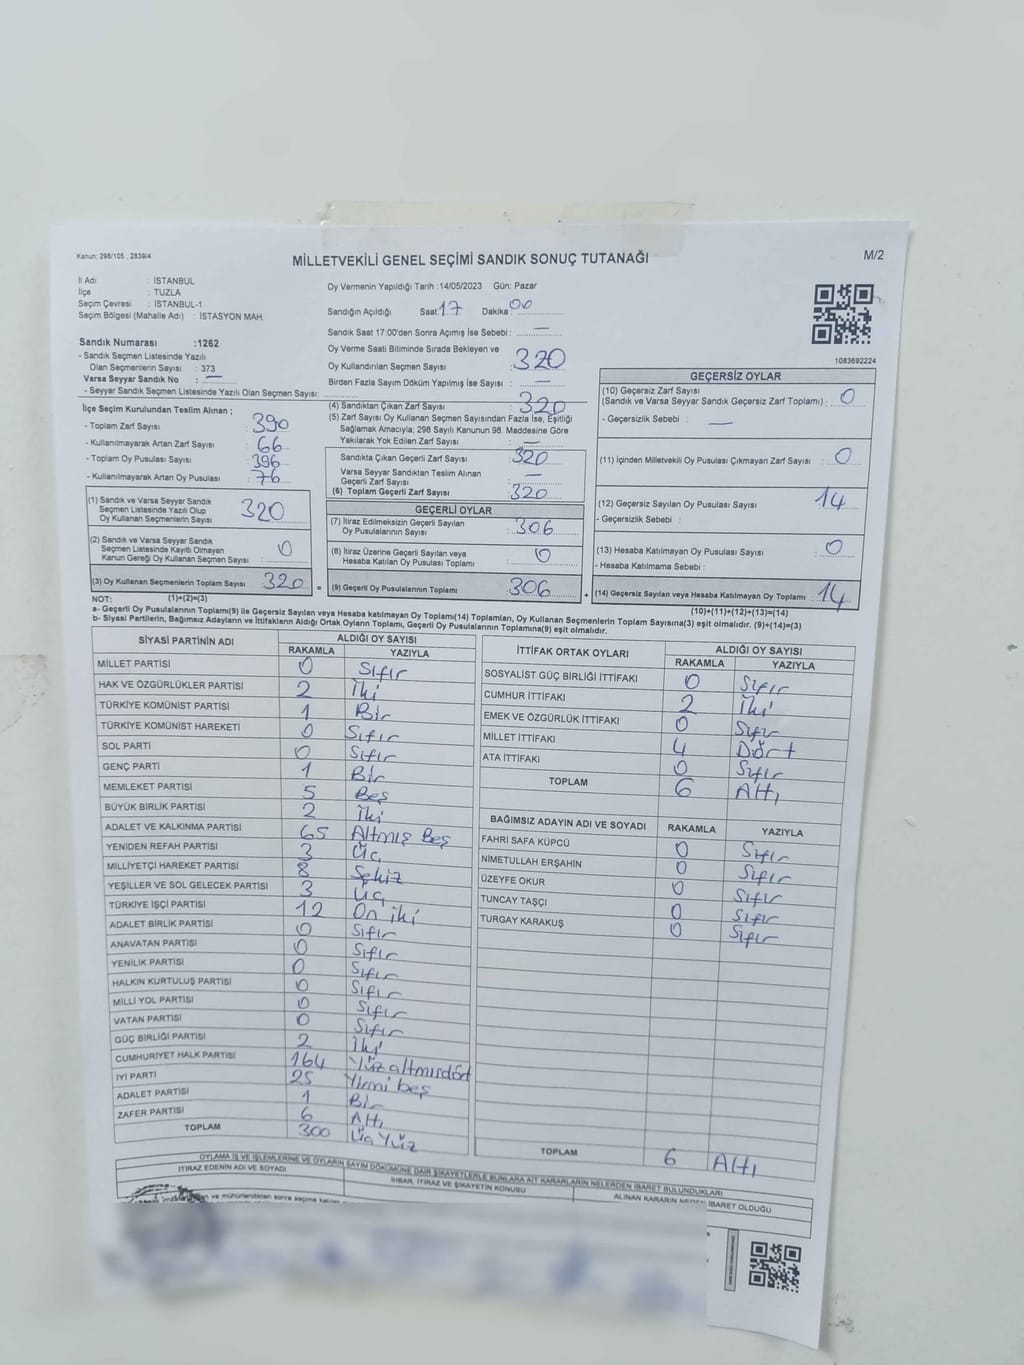 Kanun: 298/105 , 2839/4
MİLLETVEKİLİ GENEL SEÇİMİ SANDIK SONUÇ TUTANAĞI
M/2
İl Adı : İSTANBUL
İlçe : TUZLA
Seçim Çevresi : İSTANBUL-1
Seçim Bölgesi (Mahalle Adı) : İSTASYON MAH.
Sandık Numarası :1262
- Sandık Seçmen Listesinde Yazılı
Olan Seçmenlerin Sayısı : 373
Varsa Seyyar Sandık No : —
- Seyyar Sandık Seçmen Listesinde Yazılı Olan Seçmen Sayısı:
Oy Vermenin Yapıldığı Tarih :14/05/2023 Gün: Pazar
Sandığın Açıldığı Saat:17 Dakika:00
Sandık Saat 17:00'den Sonra Açımış İse Sebebi : —
Oy Verme Saati Bitiminde Sırada Bekleyen ve
Oy Kullandırılan Seçmen Sayısı : 320
Birden Fazla Sayım Döküm Yapılmış İse Sayısı : —
1083692224
İlçe Seçim Kurulundan Teslim Alınan ;
- Toplam Zarf Sayısı : 390
- Kullanılmayarak Artan Zarf Sayısı : 66
- Toplam Oy Pusulası Sayısı : 396
- Kullanılmayarak Artan Oy Pusulası : 76
(1) Sandık ve Varsa Seyyar Sandık
Seçmen Listesinde Yazılı Olup
Oy Kullanan Seçmenlerin Sayısı : 320
(2) Sandık ve Varsa Seyyar Sandık
Seçmen Listesinde Kayıtlı Olmayan
Kanun Gereği Oy Kullanan Seçmen Sayısı : 0
(3) Oy Kullanan Seçmenlerin Toplam Sayısı : 320
(4) Sandıktan Çıkan Zarf Sayısı : 320
(5) Zarf Sayısı Oy Kullanan Seçmen Sayısından Fazla İse, Eşitliği
Sağlamak Amacıyla; 298 Sayılı Kanunun 98. Maddesine Göre
Yakılarak Yok Edilen Zarf Sayısı : —
Sandıkta Çıkan Geçerli Zarf Sayısı : 320
Varsa Seyyar Sandıktan Teslim Alınan
Geçerli Zarf Sayısı : —
(6) Toplam Geçerli Zarf Sayısı : 320
GEÇERLİ OYLAR
(7) İtiraz Edilmeksizin Geçerli Sayılan
Oy Pusulalarının Sayısı : 306
(8) İtiraz Üzerine Geçerli Sayılan veya
Hesaba Katılan Oy Pusulası Toplamı : 0
= (9) Geçerli Oy Pusulalarının Toplamı : 306
GEÇERSİZ OYLAR
(10) Geçersiz Zarf Sayısı
(Sandık ve Varsa Seyyar Sandık Geçersiz Zarf Toplamı) : 0
- Geçersizlik Sebebi : —
(11) İçinden Milletvekili Oy Pusulası Çıkmayan Zarf Sayısı : 0
(12) Geçersiz Sayılan Oy Pusulası Sayısı : 14
- Geçersizlik Sebebi :
(13) Hesaba Katılmayan Oy Pusulası Sayısı : 0
- Hesaba Katılmama Sebebi :
+ (14) Geçersiz Sayılan veya Hesaba Katılmayan Oy Toplamı : 14
NOT: (1)+(2)=(3)
(10)+(11)+(12)+(13)=(14)
a- Geçerli Oy Pusulalarının Toplamı(9) ile Geçersiz Sayılan veya Hesaba katılmayan Oy Toplamı(14) Toplamları, Oy Kullanan Seçmenlerin Toplam Sayısına(3) eşit olmalıdır. (9)+(14)=(3)
b- Siyasi Partilerin, Bağımsız Adayların ve İttifakların Aldığı Ortak Oyların Toplamı, Geçerli Oy Pusulalarının Toplamına(9) eşit olmalıdır.
SİYASİ PARTİNİN ADI ALDIĞI OY SAYISI
RAKAMLA YAZIYLA
MİLLET PARTİSİ 0 Sıfır
HAK VE ÖZGÜRLÜKLER PARTİSİ 2 İki
TÜRKİYE KOMÜNİST PARTİSİ 1 Bir
TÜRKİYE KOMÜNİST HAREKETİ 0 Sıfır
SOL PARTİ 0 Sıfır
GENÇ PARTİ 1 Bir
MEMLEKET PARTİSİ 5 Beş
BÜYÜK BİRLİK PARTİSİ 2 İki
ADALET VE KALKINMA PARTİSİ 65 Altmış Beş
YENİDEN REFAH PARTİSİ 3 Üç
MİLLİYETÇİ HAREKET PARTİSİ 8 Sekiz
YEŞİLLER VE SOL GELECEK PARTİSİ 3 Üç
TÜRKİYE İŞÇİ PARTİSİ 12 On iki
ADALET BİRLİK PARTİSİ 0 Sıfır
ANAVATAN PARTİSİ 0 Sıfır
YENİLİK PARTİSİ 0 Sıfır
HALKIN KURTULUŞ PARTİSİ 0 Sıfır
MİLLİ YOL PARTİSİ 0 Sıfır
VATAN PARTİSİ 0 Sıfır
GÜÇ BİRLİĞİ PARTİSİ 2 İki
CUMHURİYET HALK PARTİSİ 164 Yüz altmışdört
İYİ PARTİ 25 Yirmi beş
ADALET PARTİSİ 1 Bir
ZAFER PARTİSİ 6 Altı
TOPLAM 300 Üç Yüz
İTTİFAK ORTAK OYLARI ALDIĞI OY SAYISI
RAKAMLA YAZIYLA
SOSYALİST GÜÇ BİRLİĞİ İTTİFAKI 0 Sıfır
CUMHUR İTTİFAKI 2 İki
EMEK VE ÖZGÜRLÜK İTTİFAKI 0 Sıfır
MİLLET İTTİFAKI 4 Dört
ATA İTTİFAKI 0 Sıfır
TOPLAM 6 Altı
BAĞIMSIZ ADAYIN ADI VE SOYADI RAKAMLA YAZIYLA
FAHRİ SAFA KÜPCÜ 0 Sıfır
NİMETULLAH ERŞAHİN 0 Sıfır
ÜZEYFE OKUR 0 Sıfır
TUNCAY TAŞÇI 0 Sıfır
TURGAY KARAKUŞ 0 Sıfır
TOPLAM 6 Altı
OYLAMA İŞ VE İŞLEMLERİNE VE OYLARIN SAYIM DÖKÜMÜNE DAİR ŞİKAYETLERLE BUNLARA AİT KARARLARIN NELERDEN İBARET BULUNDUKLARI
İTİRAZ EDENİN ADI VE SOYADI İHBAR, İTİRAZ VE ŞİKAYETİN KONUSU ALINAN KARARIN NEDEN İBARET OLDUĞU
ve mühürlendikten sonra seçime